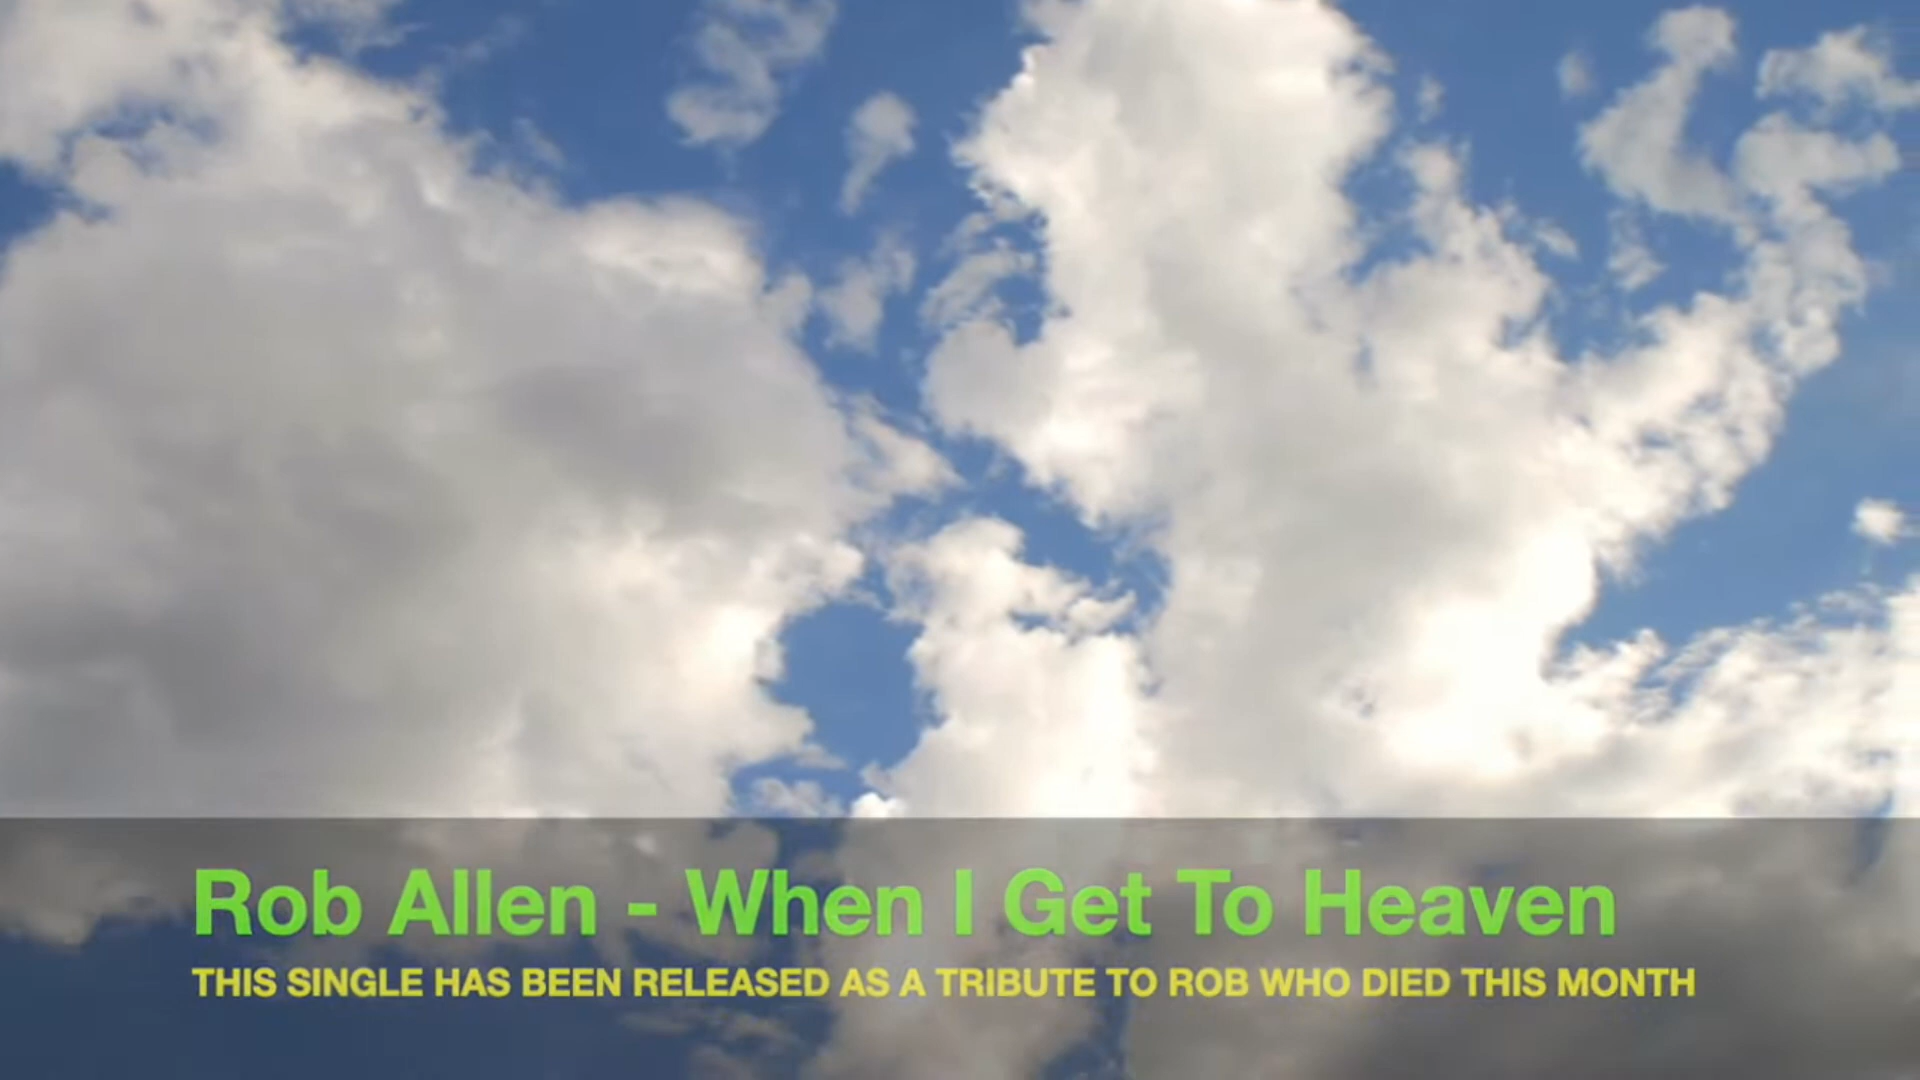 Rob Allen - When I Get To Heaven
THIS SINGLE HAS BEEN RELEASED AS A TRIBUTE TO ROB WHO DIED THIS MONTH